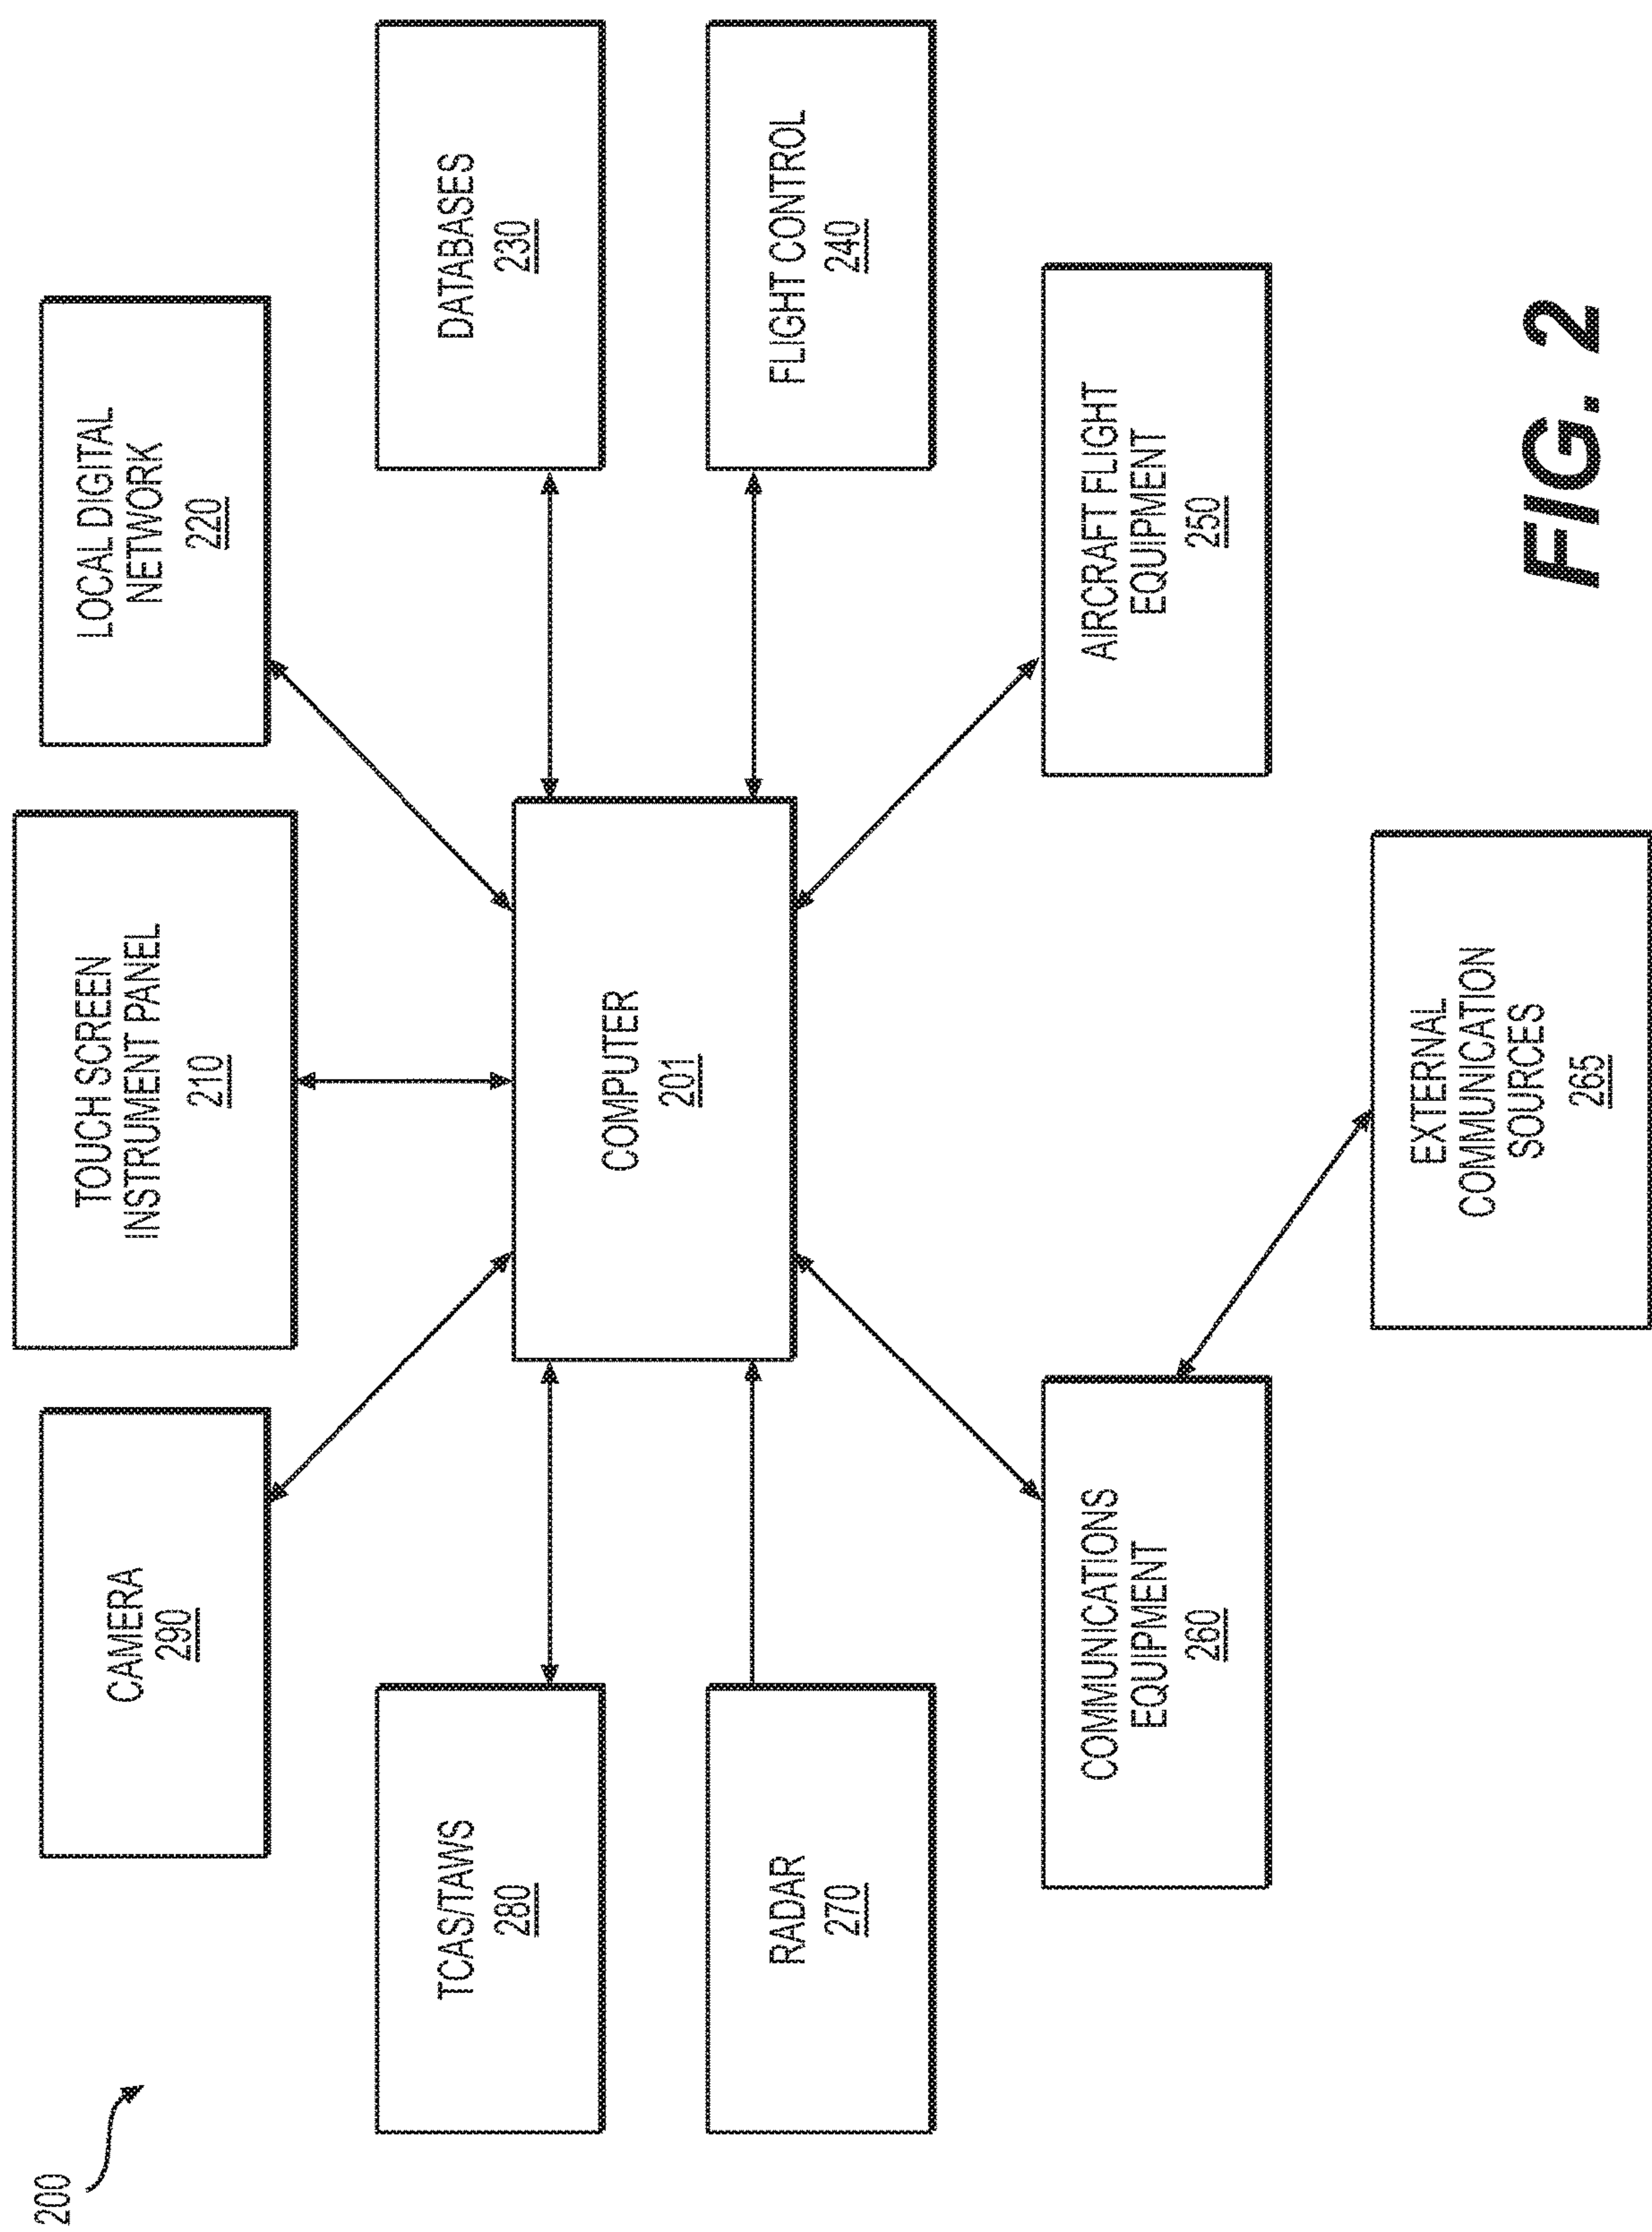 200
CAMERA
290
TOUCH SCREEN
INSTRUMENT PANEL
210
LOCAL DIGITAL
NETWORK
220
TCAS/TAWS
280
DATABASES
230
COMPUTER
201
RADAR
270
FLIGHT CONTROL
240
COMMUNICATIONS
EQUIPMENT
260
AIRCRAFT FLIGHT
EQUIPMENT
250
EXTERNAL
COMMUNICATION
SOURCES
265
FIG. 2